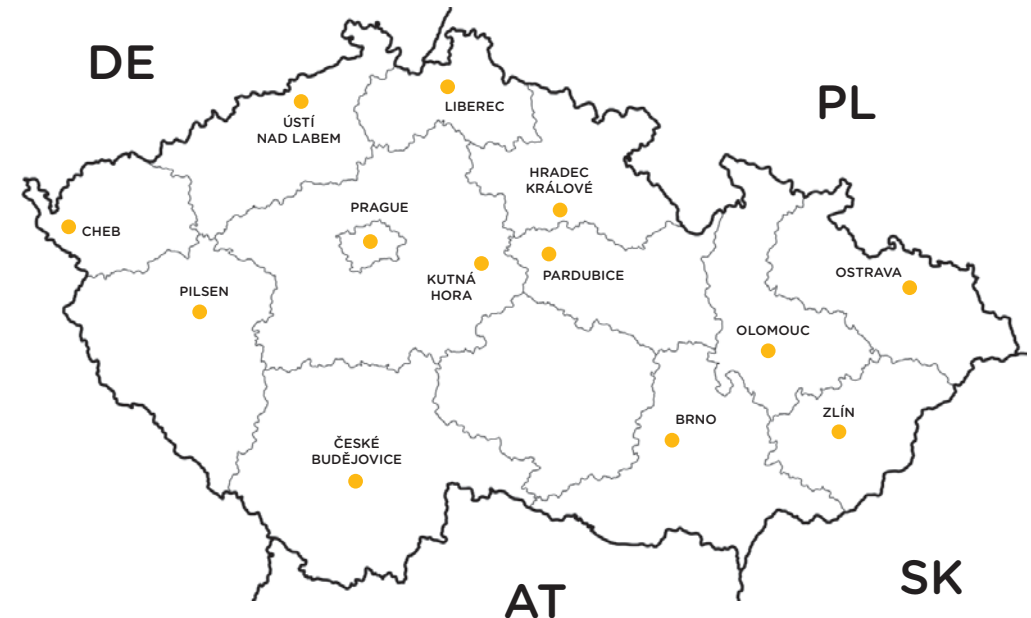 DE
PL
LIBEREC
ÚSTÍ
NAD LABEM
HRADEC
KRÁLOVÉ
PRAGUE
CHEB
KUTNÁ
HORA
PARDUBICE
OSTRAVA
PILSEN
OLOMOUC
ZLÍN
BRNO
ČESKÉ
BUDĚJOVICE
SK
AT